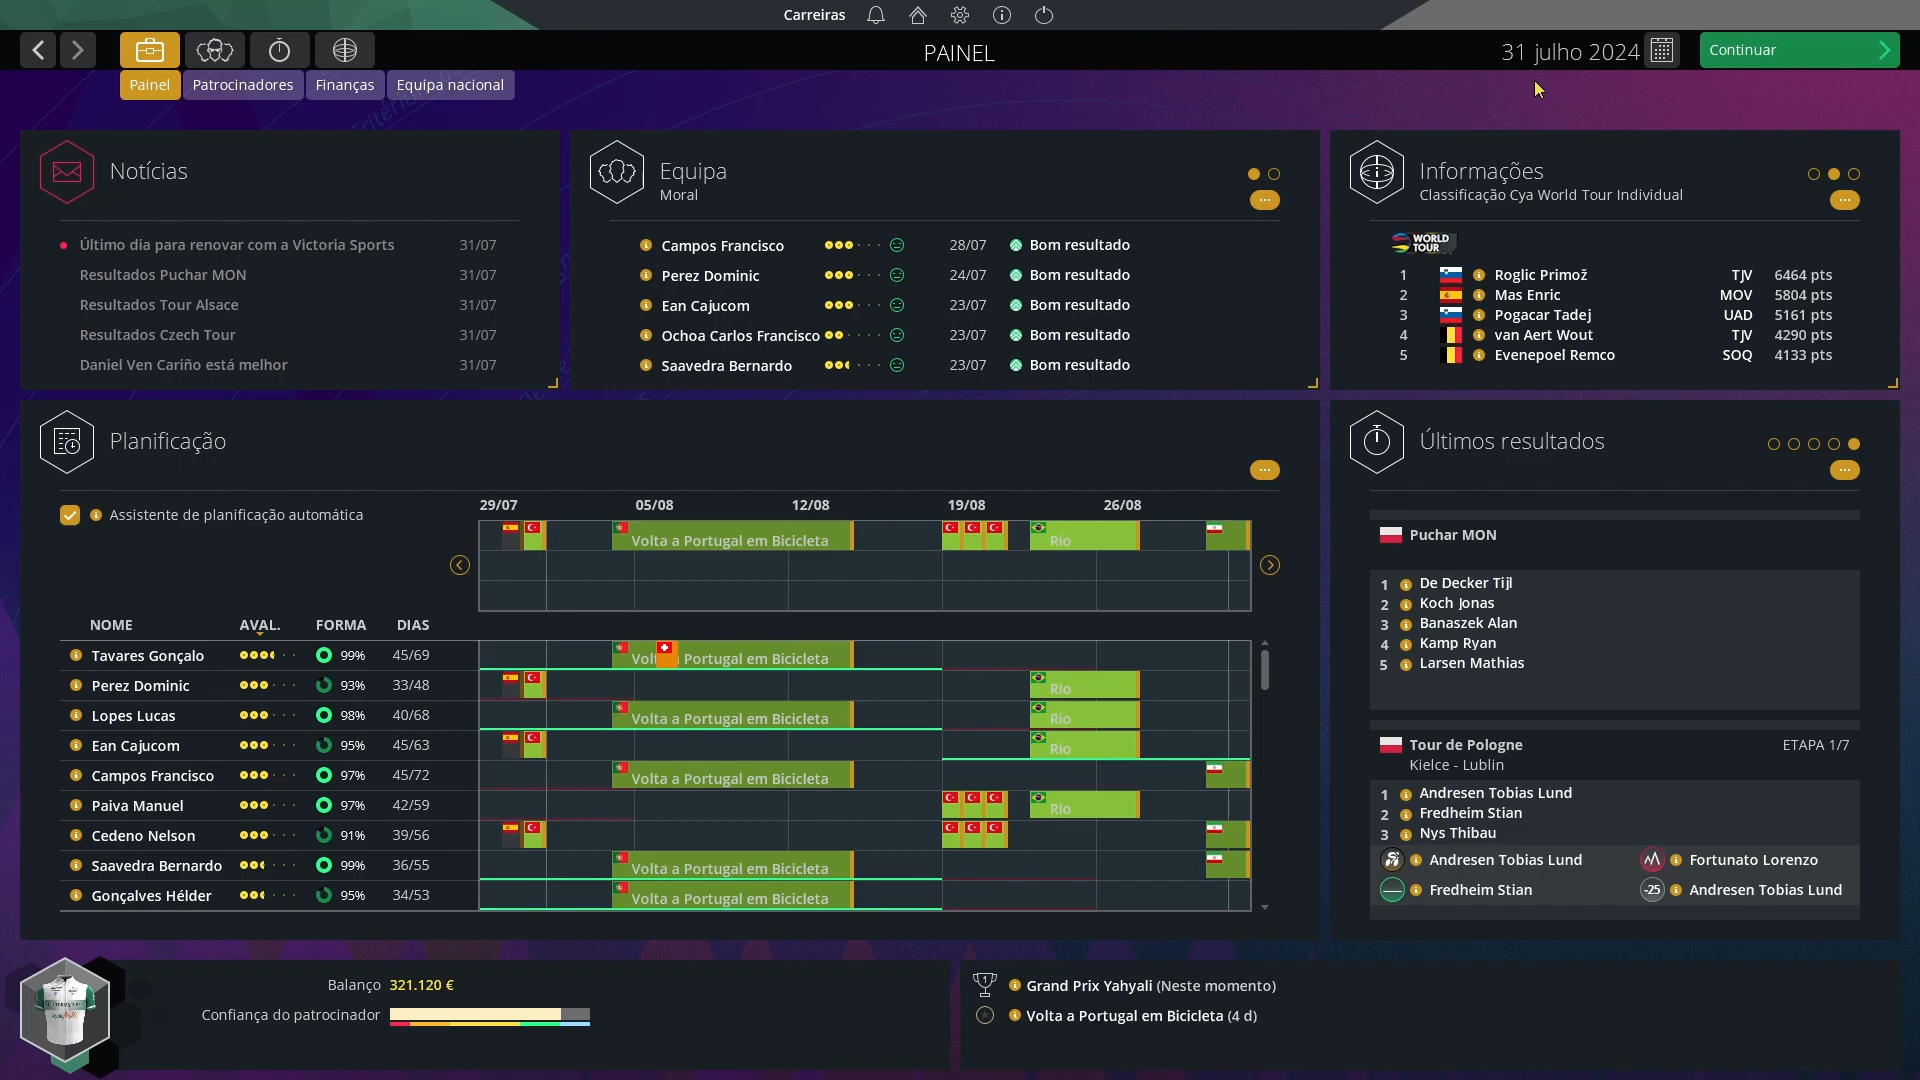 Carreiras
PAINEL
31 julho 2024
Continuar
Painel
Patrocinadores
Finanças
Equipa nacional
Notícias
Último dia para renovar com a Victoria Sports 31/07
Resultados Puchar MON 31/07
Resultados Tour Alsace 31/07
Resultados Czech Tour 31/07
Daniel Ven Cariño está melhor 31/07
Equipa
Moral
Campos Francisco 28/07 Bom resultado
Perez Dominic 24/07 Bom resultado
Ean Cajucom 23/07 Bom resultado
Ochoa Carlos Francisco 23/07 Bom resultado
Saavedra Bernardo 23/07 Bom resultado
Informações
Classificação Cya World Tour Individual
WORLD
TOUR
1 Roglic Primož TJV 6464 pts
2 Mas Enric MOV 5804 pts
3 Pogacar Tadej UAD 5161 pts
4 van Aert Wout TJV 4290 pts
5 Evenepoel Remco SOQ 4133 pts
Planificação
Assistente de planificação automática
29/07 05/08 12/08 19/08 26/08
Volta a Portugal em Bicicleta Rio
NOME AVAL. FORMA DIAS
Tavares Gonçalo 99% 45/69 Volt Portugal em Bicicleta
Perez Dominic 93% 33/48 Rio
Lopes Lucas 98% 40/68 Volta a Portugal em Bicicleta Rio
Ean Cajucom 95% 45/63 Rio
Campos Francisco 97% 45/72 Volta a Portugal em Bicicleta
Paiva Manuel 97% 42/59 Rio
Cedeno Nelson 91% 39/56
Saavedra Bernardo 99% 36/55 Volta a Portugal em Bicicleta
Gonçalves Hélder 95% 34/53 Volta a Portugal em Bicicleta
Últimos resultados
Puchar MON
1 De Decker Tijl
2 Koch Jonas
3 Banaszek Alan
4 Kamp Ryan
5 Larsen Mathias
Tour de Pologne ETAPA 1/7
Kielce - Lublin
1 Andresen Tobias Lund
2 Fredheim Stian
3 Nys Thibau
Andresen Tobias Lund Fortunato Lorenzo
Fredheim Stian -25 Andresen Tobias Lund
Balanço 321.120 €
Confiança do patrocinador
1 Grand Prix Yahyali (Neste momento)
Volta a Portugal em Bicicleta (4 d)